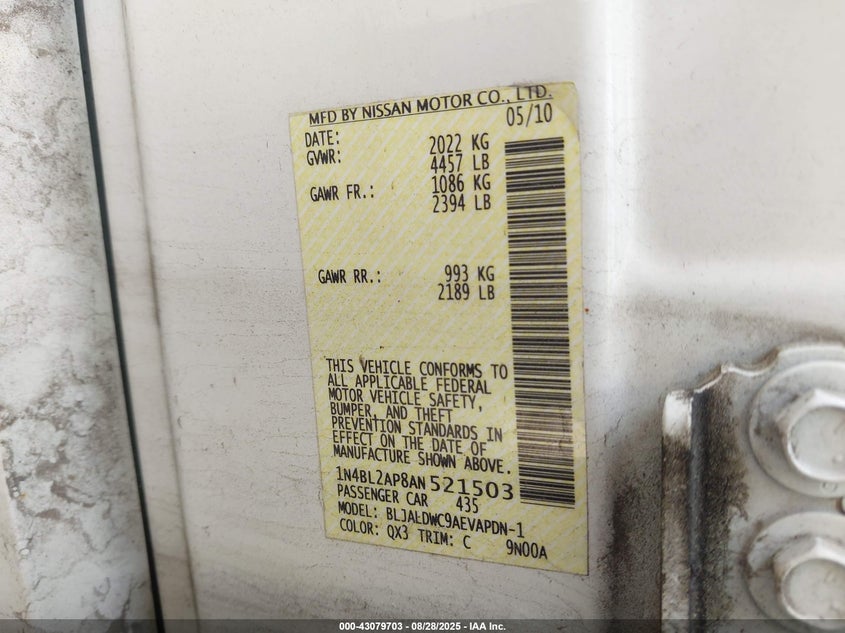 MFD BY NISSAN MOTOR CO., LTD.
DATE: 05/10
GVWR: 2022 KG
4457 LB
GAWR FR.: 1086 KG
2394 LB
GAWR RR.: 993 KG
2189 LB
THIS VEHICLE CONFORMS TO
ALL APPLICABLE FEDERAL
MOTOR VEHICLE SAFETY,
BUMPER, AND THEFT
PREVENTION STANDARDS IN
EFFECT ON THE DATE OF
MANUFACTURE SHOWN ABOVE.
1N4BL2AP8AN521503
PASSENGER CAR 435
MODEL: BLJALDWC9AEVAPDN-1
COLOR: QX3 TRIM: C 9N00A
000-43079703 - 08/28/2025 - IAA Inc.